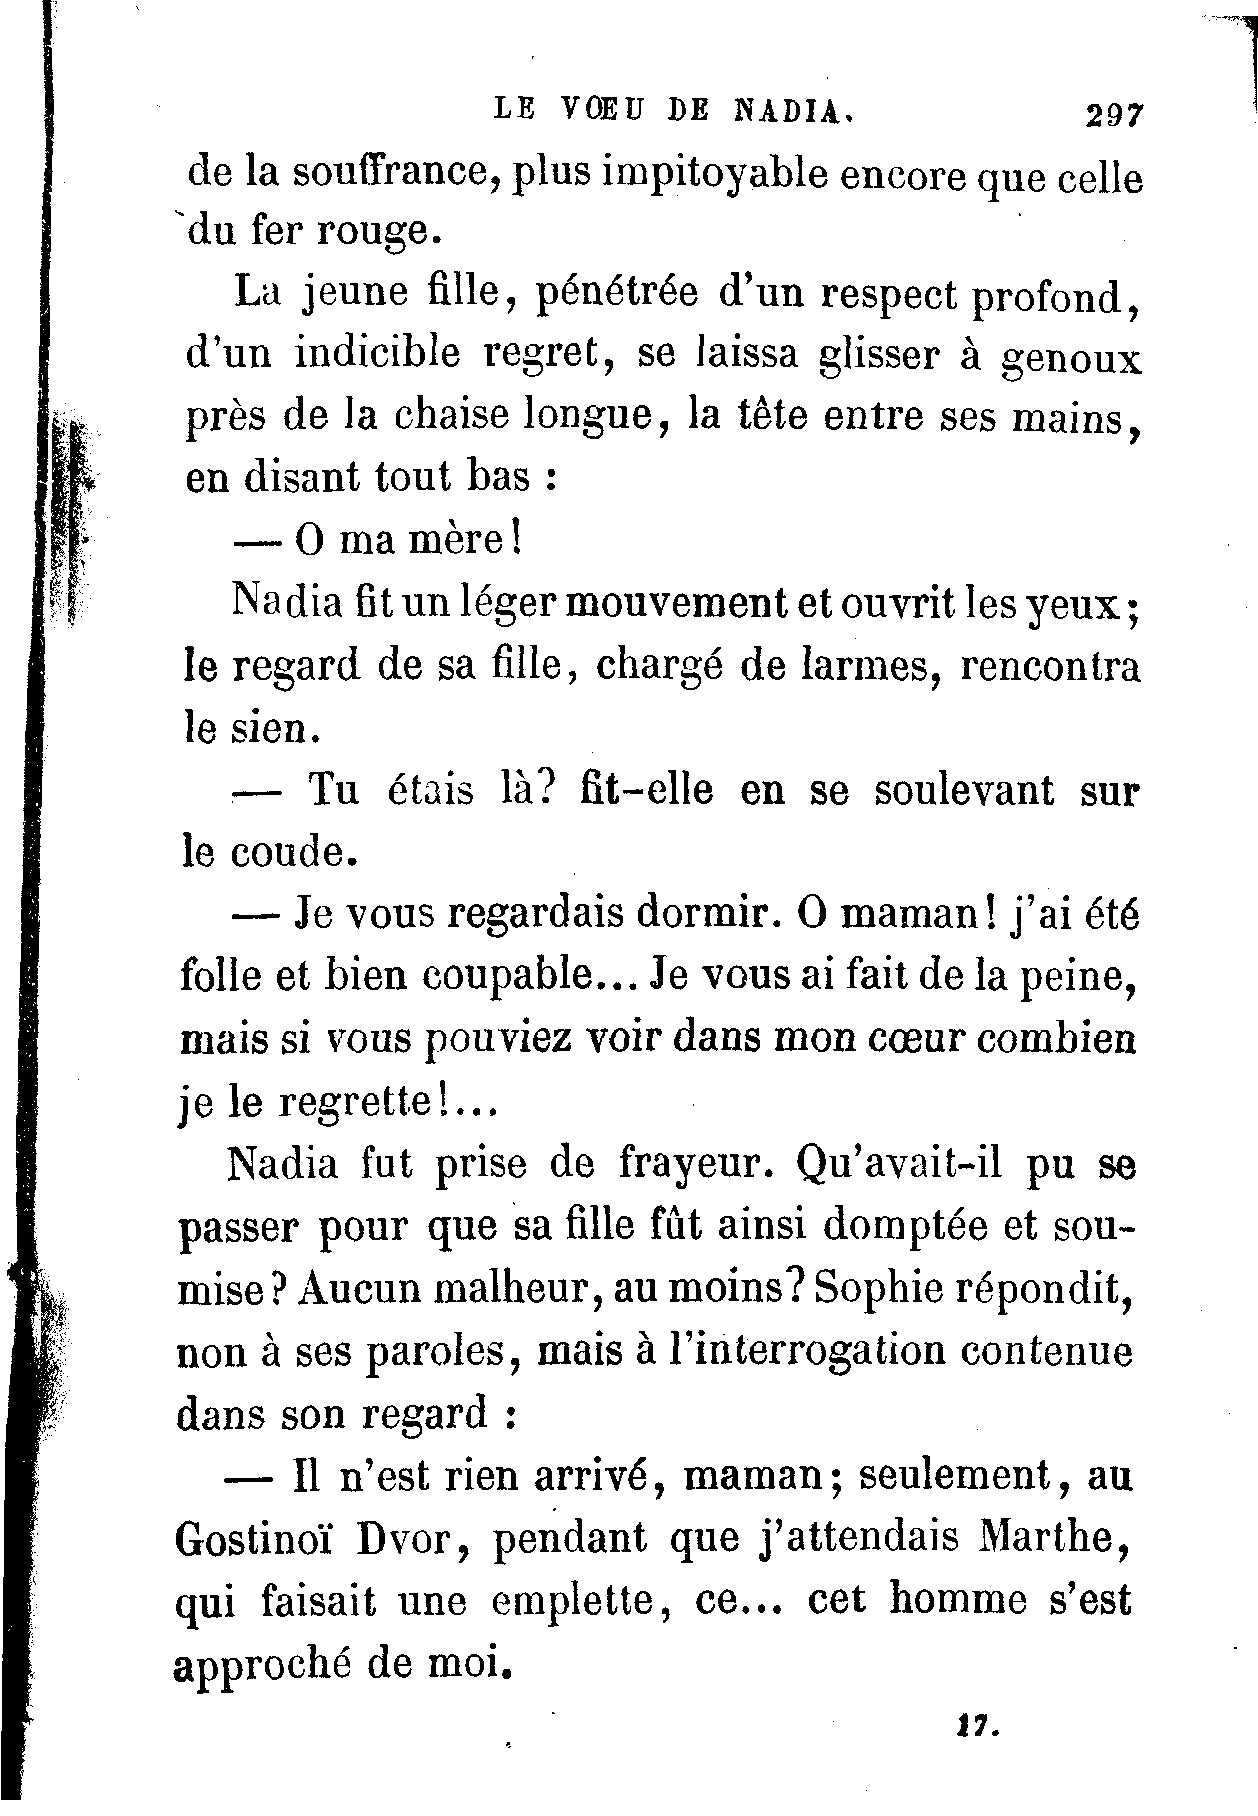 LE VŒU DE NADIA. 297
de la souffrance, plus impitoyable encore que celle
du fer rouge.
La jeune fille, pénétrée d'un respect profond,
d'un indicible regret, se laissa glisser à genoux
près de la chaise longue, la tête entre ses mains,
en disant tout bas :
— O ma mère!
Nadia fit un léger mouvement et ouvrit les yeux;
le regard de sa fille, chargé de larmes, rencontra
le sien.
— Tu étais là? fit-elle en se soulevant sur
le coude.
— Je vous regardais dormir. O maman! j'ai été
folle et bien coupable... Je vous ai fait de la peine,
mais si vous pouviez voir dans mon cœur combien
je le regrette!...
Nadia fut prise de frayeur. Qu'avait-il pu se
passer pour que sa fille fût ainsi domptée et sou-
mise? Aucun malheur, au moins? Sophie répondit,
non à ses paroles, mais à l'interrogation contenue
dans son regard :
— Il n'est rien arrivé, maman; seulement, au
Gostinoï Dvor, pendant que j'attendais Marthe,
qui faisait une emplette, ce... cet homme s'est
approché de moi.
17.